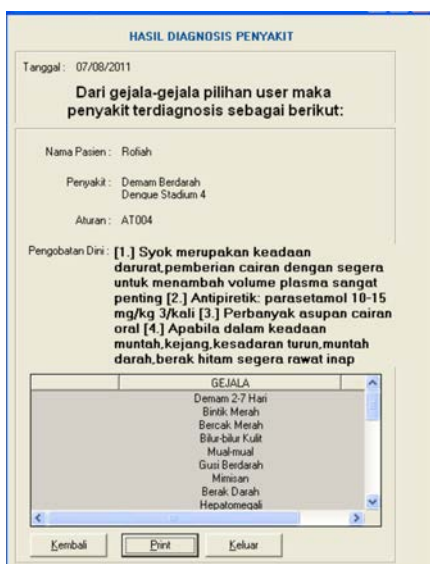 HASIL DIAGNOSIS PENYAKIT
Tanggal : 07/08/2011
Dari gejala-gejala pilihan user maka
penyakit terdiagnosis sebagai berikut:
Nama Pasien : Rofiah
Penyakit : Demam Berdarah
Dengue Stadium 4
Aturan : AT004
Pengobatan Dini : [1.] Syok merupakan keadaan
darurat,pemberian cairan dengan segera
untuk menambah volume plasma sangat
penting [2.] Antipiretik: parasetamol 10-15
mg/kg 3/kali [3.] Perbanyak asupan cairan
oral [4.] Apabila dalam keadaan
muntah,kejang,kesadaran turun,muntah
darah,berak hitam segera rawat inap
GEJALA
Demam 2-7 Hari
Bintik Merah
Bercak Merah
Bilur-bilur Kulit
Mual-mual
Gusi Berdarah
Mimisan
Berak Darah
Hepatomegali
Kembali Print Keluar